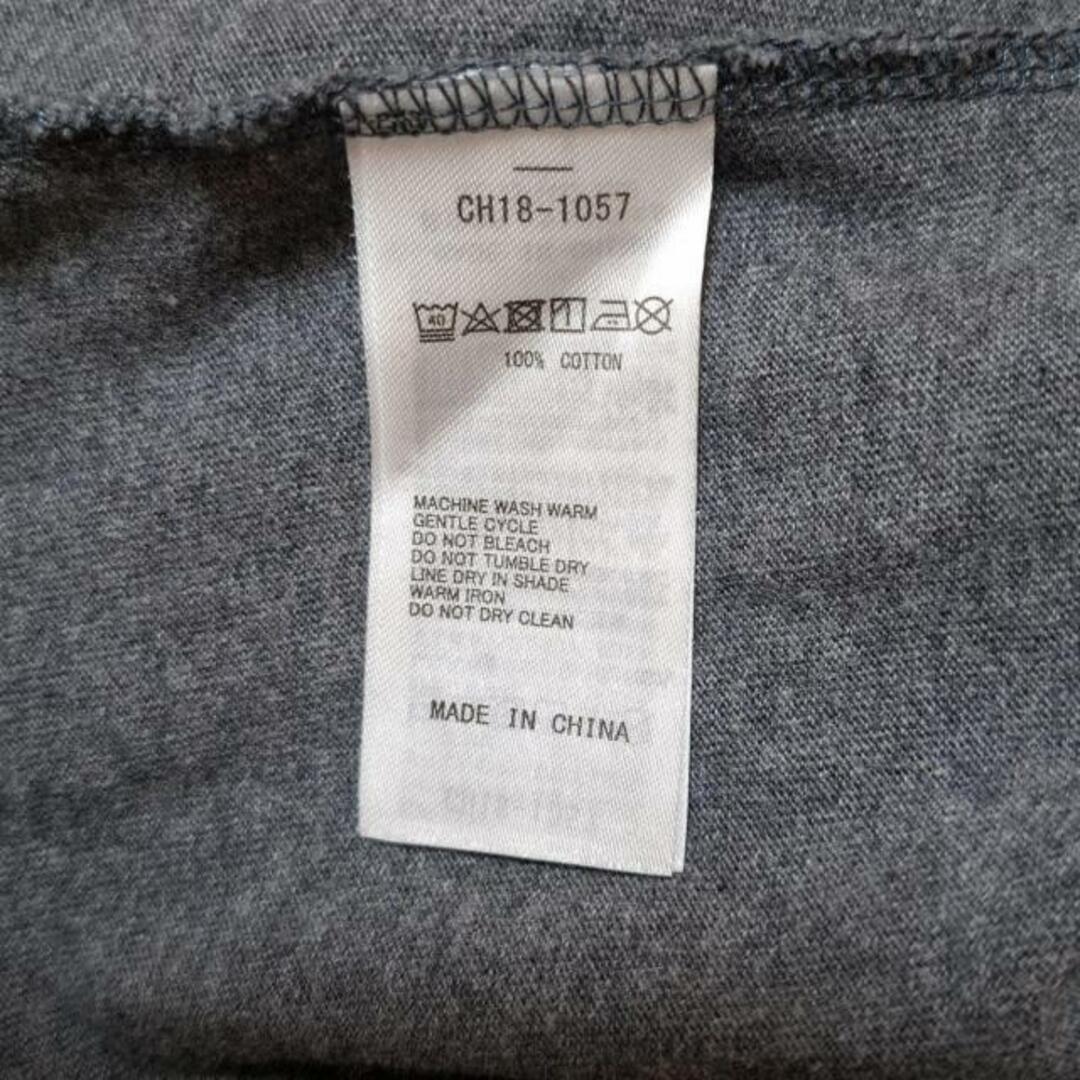 CH18-1057
40
100% COTTON
MACHINE WASH WARM
GENTLE CYCLE
DO NOT BLEACH
DO NOT TUMBLE DRY
LINE DRY IN SHADE
WARM IRON
DO NOT DRY CLEAN
MADE IN CHINA